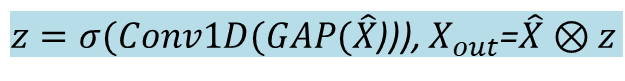 z = σ(Conv1D(GAP(X̂))), X_out=X̂ ⊗ z